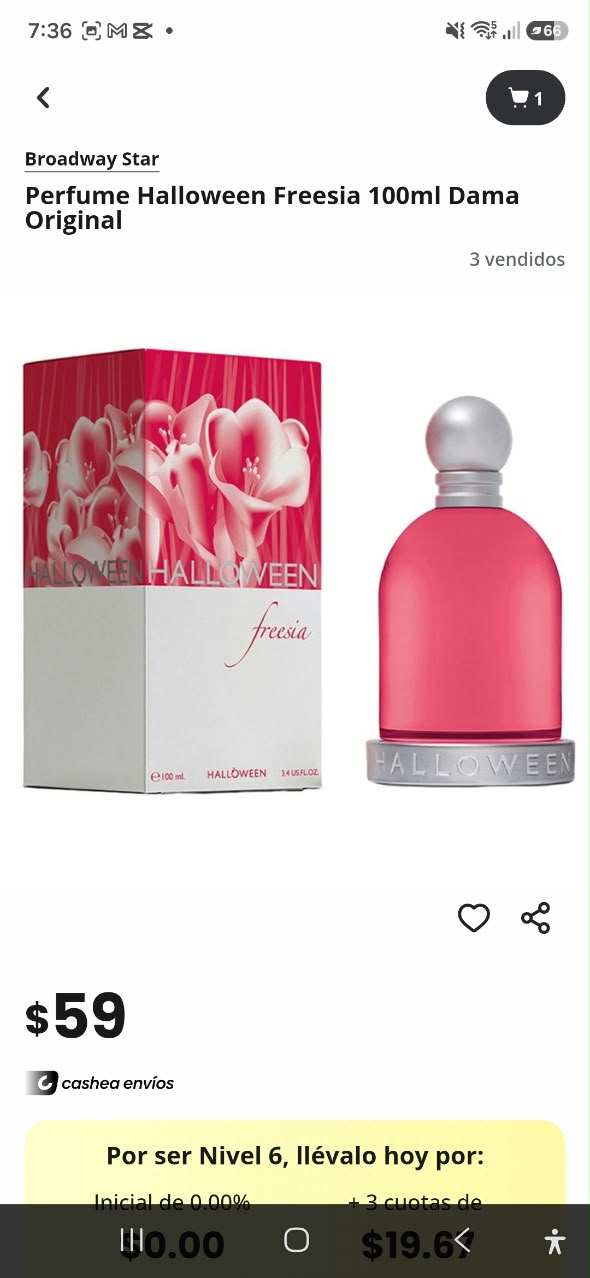 7:36
5
66
1
Broadway Star
Perfume Halloween Freesia 100ml Dama
Original
3 vendidos
HALLOWEEN HALLOWEEN
freesia
e100 ml. HALLOWEEN 3.4 US.FL.OZ.
HALLOWEEN
$59
cashea envíos
Por ser Nivel 6, llévalo hoy por:
Inicial de 0.00% + 3 cuotas de
$0.00 $19.67